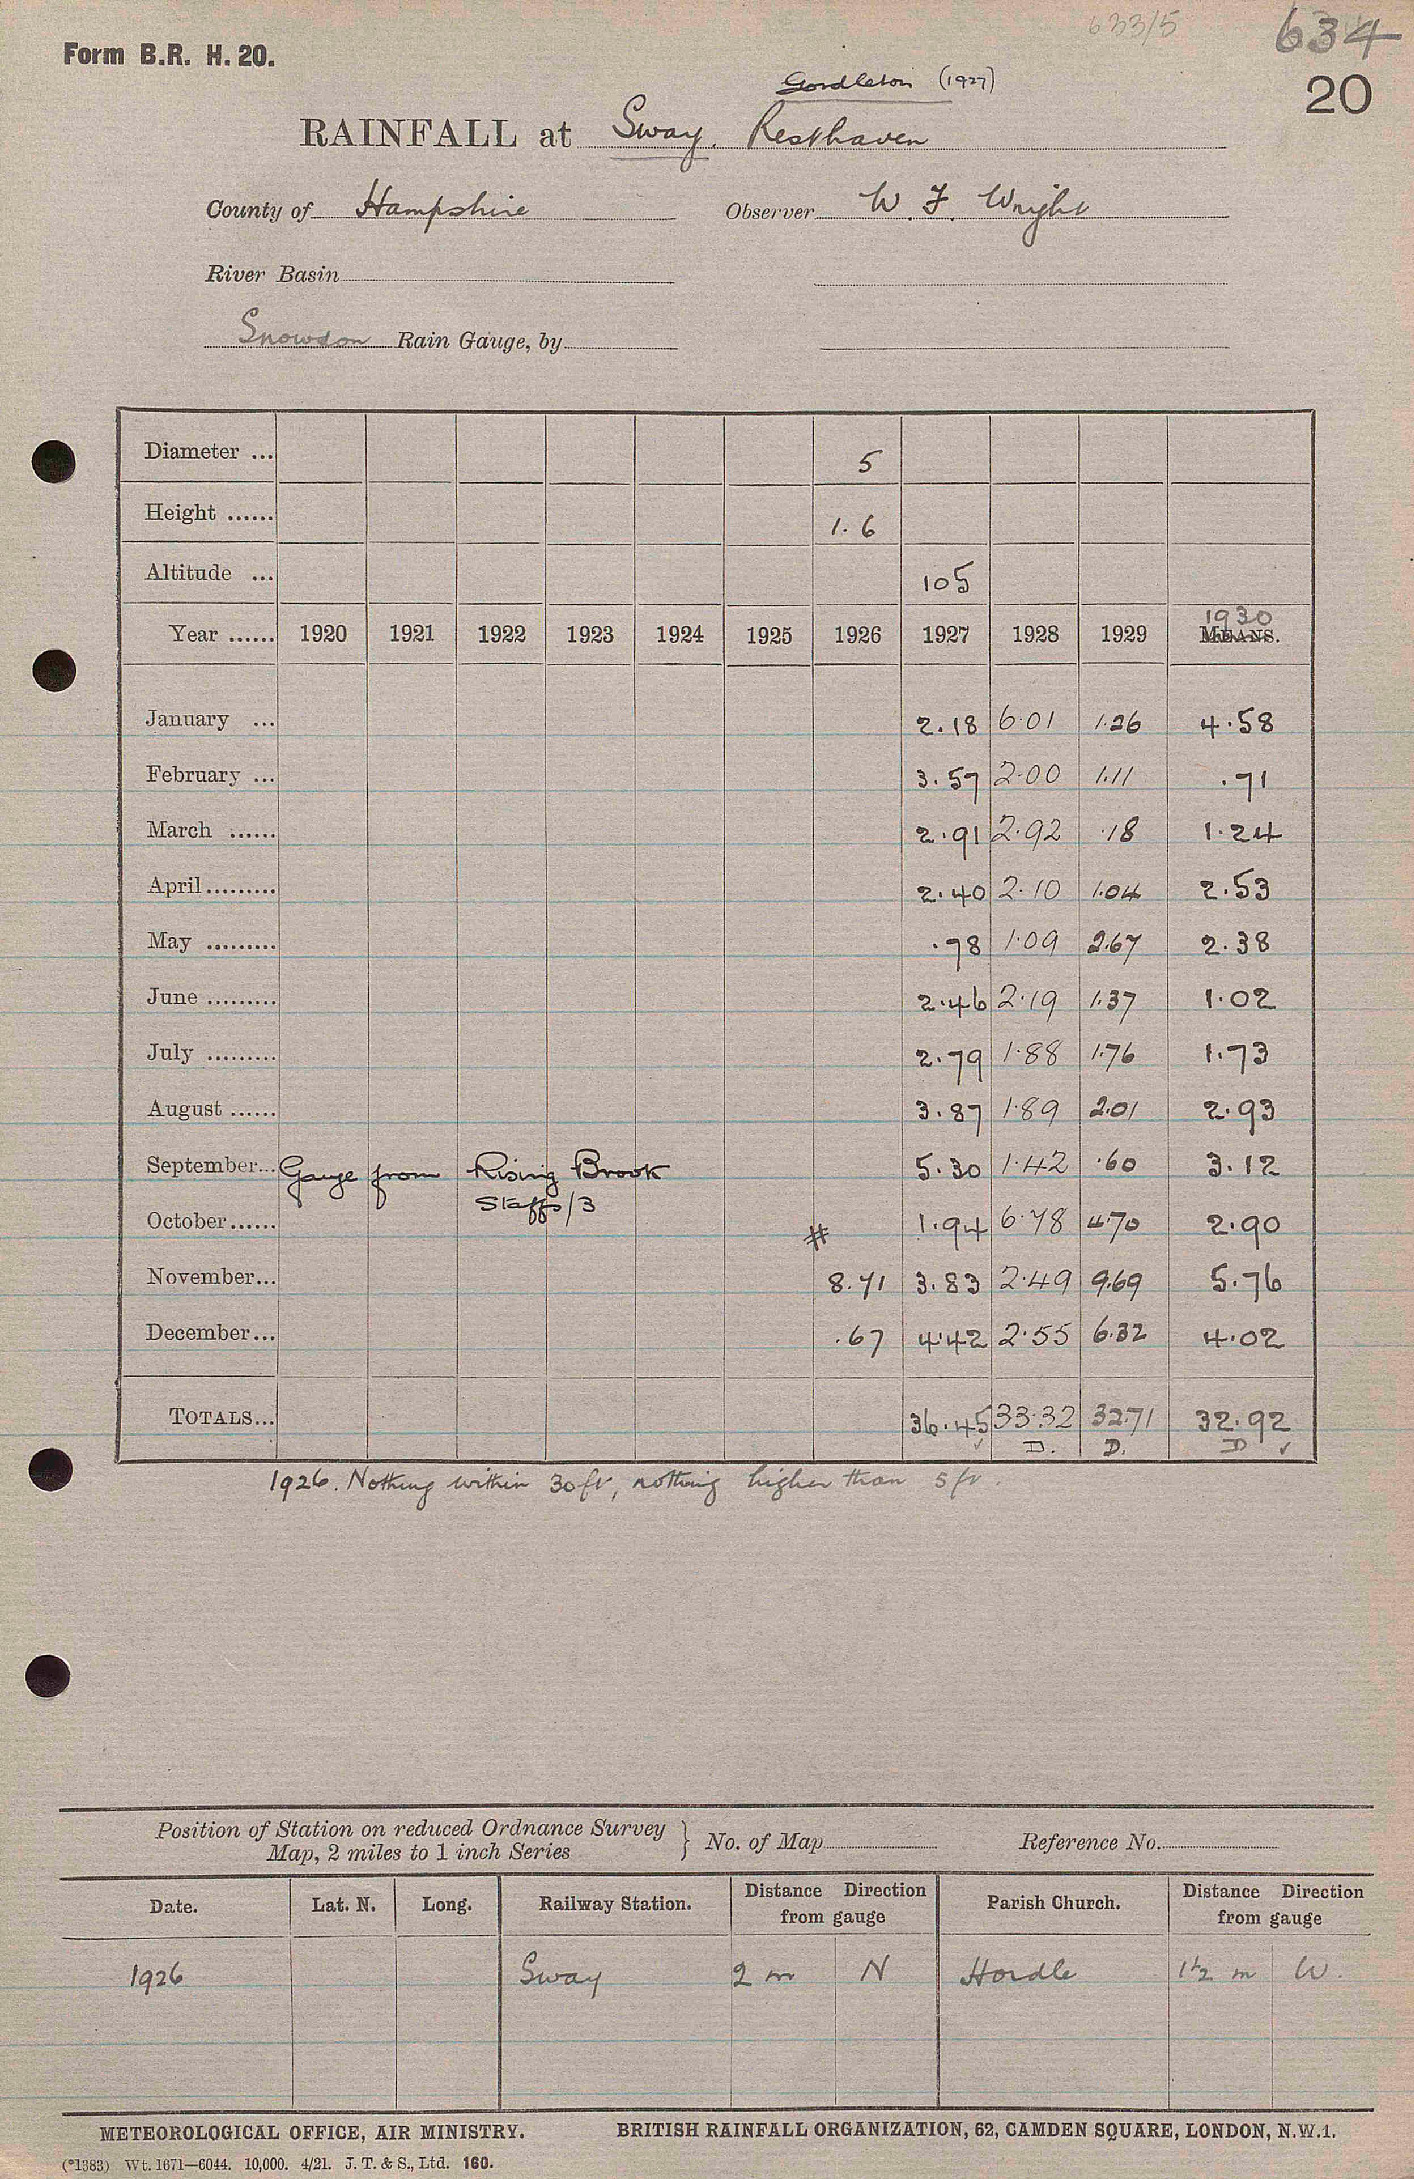 633/5
634
Form B.R. H. 20.
20
Gordleton (1927)
RAINFALL at Sway. Resthaven
County of Hampshire Observer W. F. Wright
River Basin
Snowdon Rain Gauge, by
Diameter ... 5
Height ...... 1.6
Altitude ... 105
1930
Year ...... 1920 1921 1922 1923 1924 1925 1926 1927 1928 1929 MEANS.
January ... 2.18 6.01 1.26 4.58
February ... 3.57 2.00 1.11 .71
March ...... 2.91 2.92 .18 1.24
April ......... 2.40 2.10 1.04 2.53
May ......... .78 1.09 2.67 2.38
June ......... 2.46 2.19 1.37 1.02
July ......... 2.79 1.88 1.76 1.73
August ...... 3.87 1.89 2.01 2.93
September... Gauge from Rising Brook 5.30 1.42 .60 3.12
Staffs/3
October ...... # 1.94 6.78 4.70 2.90
November... 8.71 3.83 2.49 9.69 5.76
December... .67 4.42 2.55 6.32 4.02
TOTALS... 36.45 33.32 32.71 32.92
✓ D. D. D ✓
1926. Nothing within 30 ft, nothing higher than 5 ft.
Position of Station on reduced Ordnance Survey
Map, 2 miles to 1 inch Series } No. of Map Reference No.
Date. Lat. N. Long. Railway Station. Distance Direction from gauge Parish Church. Distance Direction from gauge
1926 Sway 2 m N Hordle 1½ m W.
METEOROLOGICAL OFFICE, AIR MINISTRY. BRITISH RAINFALL ORGANIZATION, 62, CAMDEN SQUARE, LONDON, N.W.1.
(*1383) Wt. 1671—6044. 10,000. 4/21. J. T. & S., Ltd. 160.